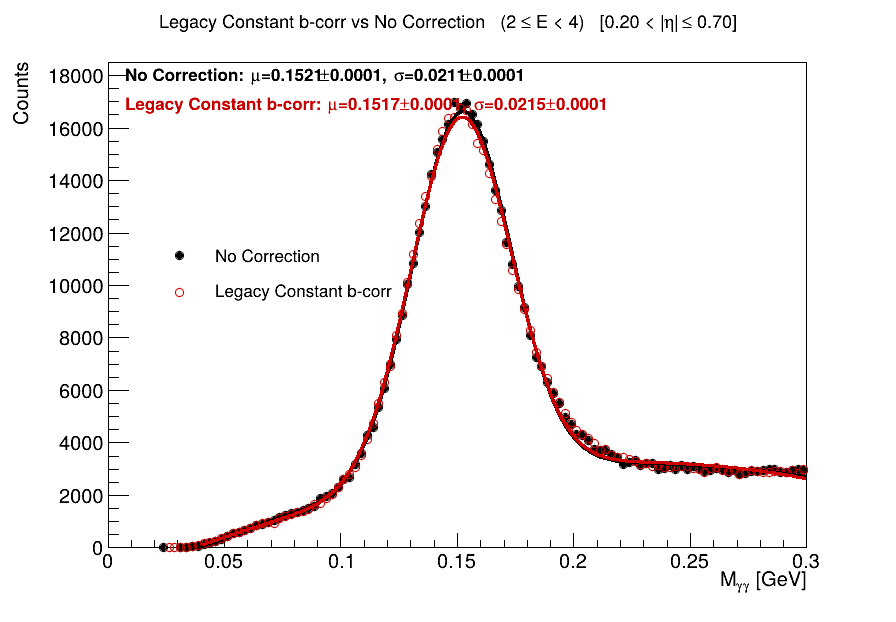 Legacy Constant b-corr vs No Correction (2 ≤ E < 4) [0.20 < |η| ≤ 0.70]
Counts
18000
16000
14000
12000
10000
8000
6000
4000
2000
0
No Correction: μ=0.1521±0.0001, σ=0.0211±0.0001
Legacy Constant b-corr: μ=0.1517±0.0001, σ=0.0215±0.0001
No Correction
Legacy Constant b-corr
0 0.05 0.1 0.15 0.2 0.25 0.3
Mγγ [GeV]